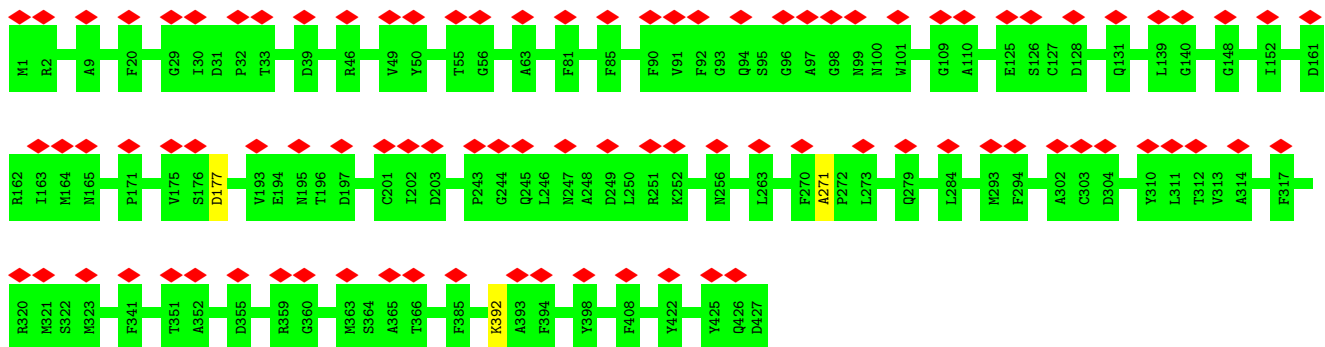 M1 R2 A9 F20 G29 I30 D31 P32 T33 D39 R46 V49 Y50 T55 G56 A63 F81 F85 F90 V91 F92 G93 Q94 S95 G96 A97 G98 N99 N100 W101 G109 A110 E125 S126 C127 D128 Q131 L139 G140 G148 I152 D161
R162 I163 M164 N165 P171 V175 S176 D177 V193 E194 N195 T196 D197 C201 I202 D203 P243 G244 Q245 L246 N247 A248 D249 L250 R251 K252 N256 L263 F270 A271 P272 L273 Q279 L284 M293 F294 A302 C303 D304 Y310 L311 T312 V313 A314 F317
R320 M321 S322 M323 F341 T351 A352 D355 R359 G360 M363 S364 A365 T366 F385 K392 A393 F394 Y398 F408 Y422 Y425 Q426 D427